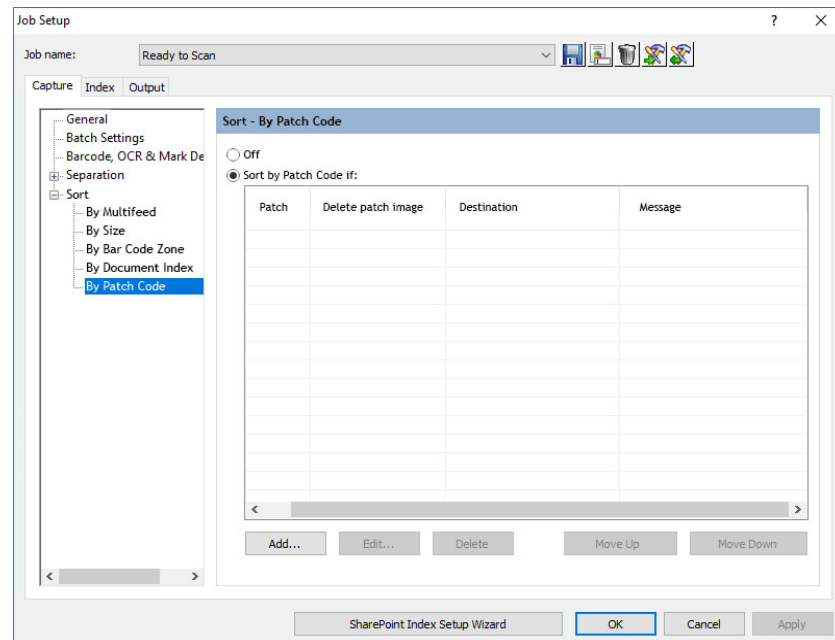 Job Setup
?
Job name:
Ready to Scan
Capture
Index
Output
General
Batch Settings
Barcode, OCR & Mark De
Separation
Sort
By Multifeed
By Size
By Bar Code Zone
By Document Index
By Patch Code
Sort - By Patch Code
Off
Sort by Patch Code if:
Patch
Delete patch image
Destination
Message
Add...
Edit...
Delete
Move Up
Move Down
SharePoint Index Setup Wizard
OK
Cancel
Apply